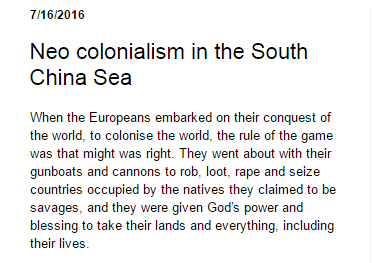 7/16/2016
Neo colonialism in the South
China Sea
When the Europeans embarked on their conquest of
the world, to colonise the world, the rule of the game
was that might was right. They went about with their
gunboats and cannons to rob, loot, rape and seize
countries occupied by the natives they claimed to be
savages, and they were given God's power and
blessing to take their lands and everything, including
their lives.